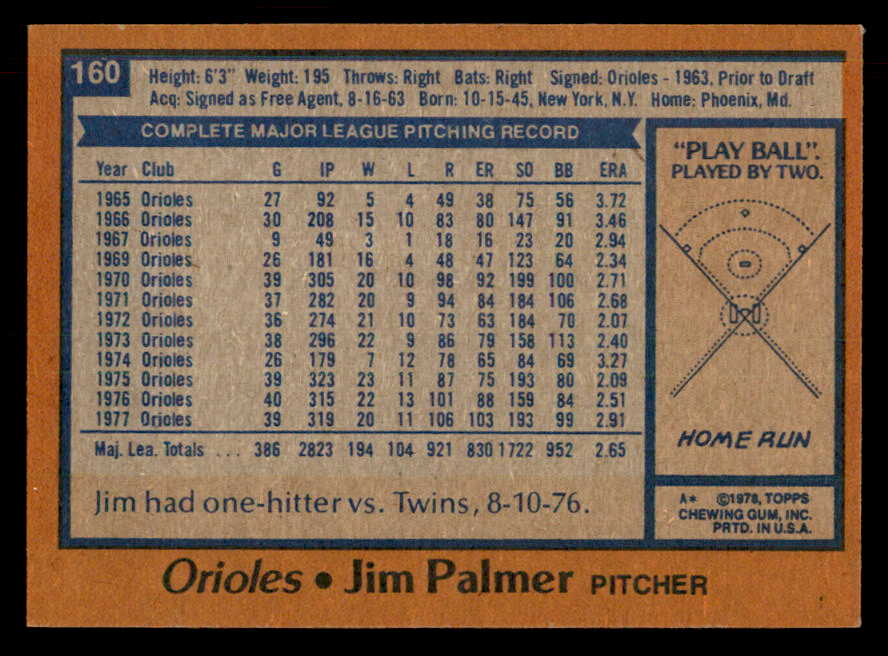 160
Height: 6'3" Weight: 195 Throws: Right Bats: Right Signed: Orioles - 1963, Prior to Draft
Acq: Signed as Free Agent, 8-16-63 Born: 10-15-45, New York, N.Y. Home: Phoenix, Md.
COMPLETE MAJOR LEAGUE PITCHING RECORD
Year Club G IP W L R ER SO BB ERA
1965 Orioles 27 92 5 4 49 38 75 56 3.72
1966 Orioles 30 208 15 10 83 80 147 91 3.46
1967 Orioles 9 49 3 1 18 16 23 20 2.94
1969 Orioles 26 181 16 4 48 47 123 64 2.34
1970 Orioles 39 305 20 10 98 92 199 100 2.71
1971 Orioles 37 282 20 9 94 84 184 106 2.68
1972 Orioles 36 274 21 10 73 63 184 70 2.07
1973 Orioles 38 296 22 9 86 79 158 113 2.40
1974 Orioles 26 179 7 12 78 65 84 69 3.27
1975 Orioles 39 323 23 11 87 75 193 80 2.09
1976 Orioles 40 315 22 13 101 88 159 84 2.51
1977 Orioles 39 319 20 11 106 103 193 99 2.91
Maj. Lea. Totals ... 386 2823 194 104 921 830 1722 952 2.65
Jim had one-hitter vs. Twins, 8-10-76.
"PLAY BALL".
PLAYED BY TWO.
HOME RUN
A* ©1978, TOPPS
CHEWING GUM, INC.
PRTD. IN U.S.A.
Orioles • Jim Palmer PITCHER